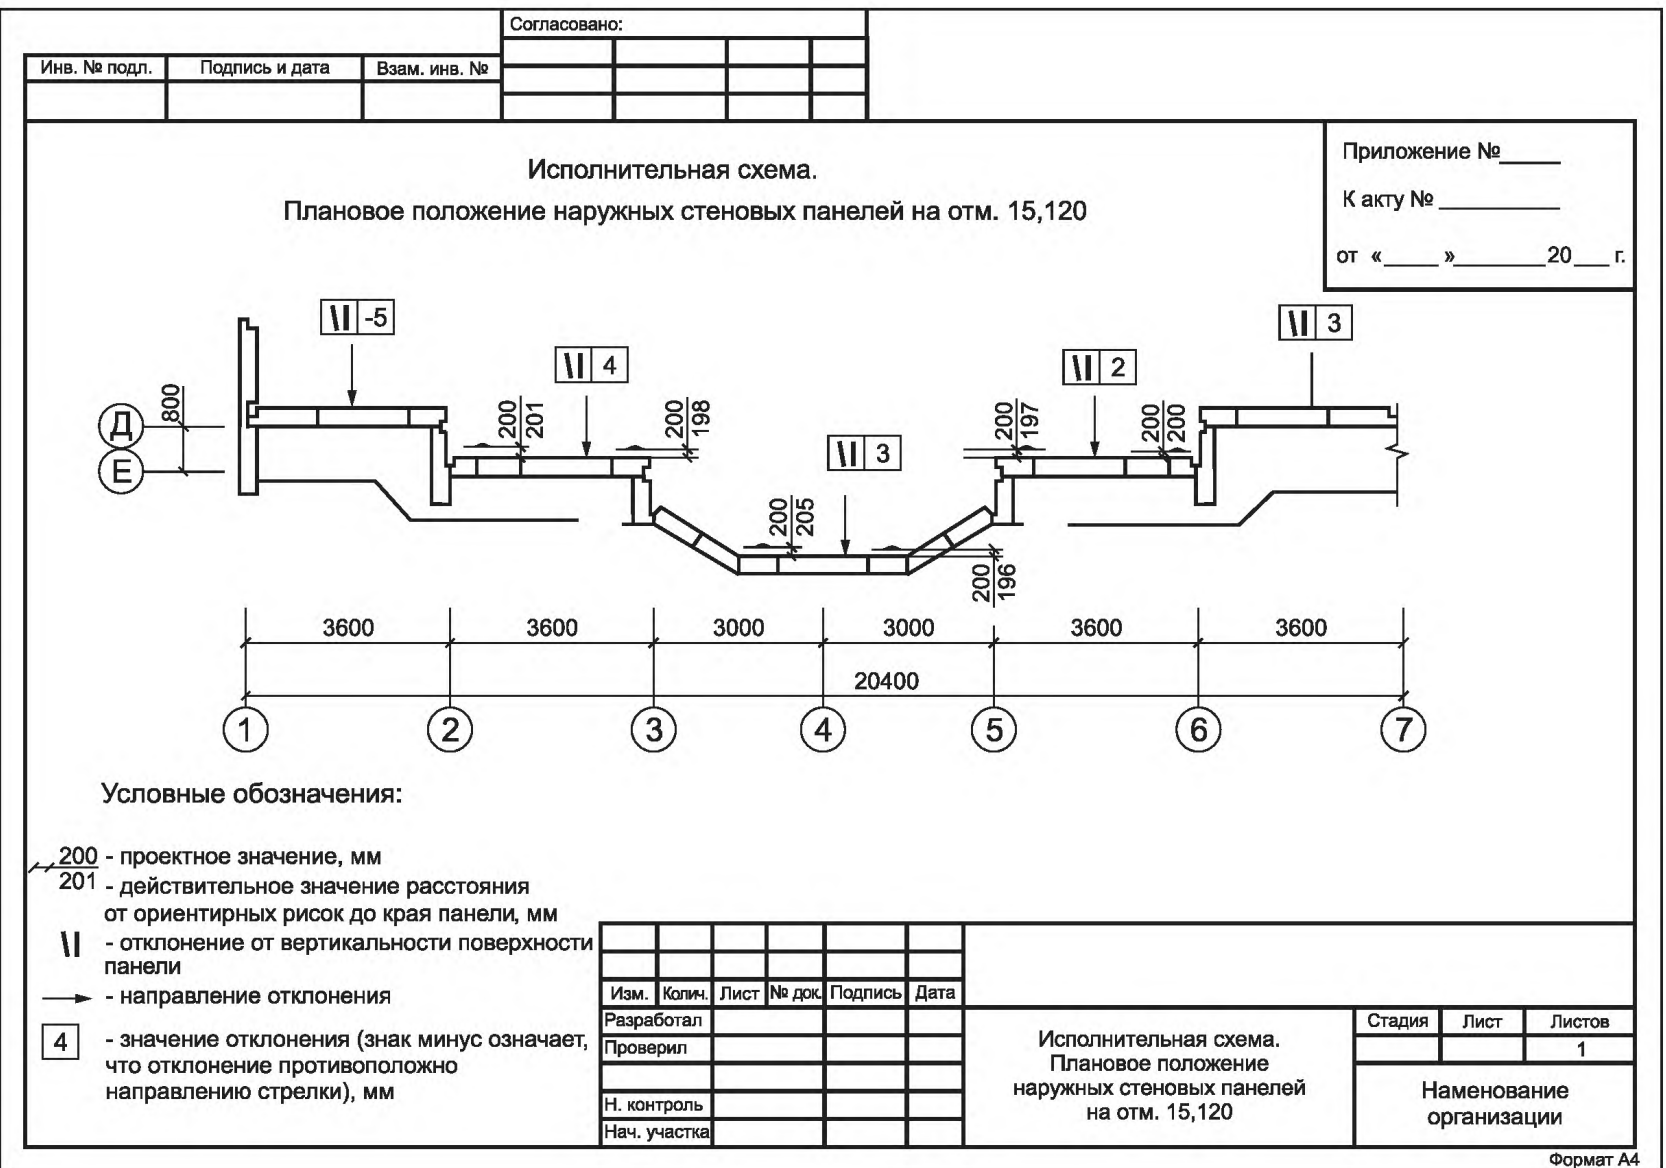 Согласовано:
Инв. № подл. Подпись и дата Взам. инв. №
Приложение №
К акту №
от « » 20 г.
Исполнительная схема.
Плановое положение наружных стеновых панелей на отм. 15,120
-5
4
3
2
3
Д
Е
800
200
201
200
198
200
205
200
196
200
197
200
200
3600 3600 3000 3000 3600 3600
20400
1 2 3 4 5 6 7
Условные обозначения:
200 - проектное значение, мм
201 - действительное значение расстояния
от ориентирных рисок до края панели, мм
- отклонение от вертикальности поверхности
панели
- направление отклонения
4 - значение отклонения (знак минус означает,
что отклонение противоположно
направлению стрелки), мм
Изм. Колич. Лист № док. Подпись Дата
Разработал
Проверил
Н. контроль
Нач. участка
Исполнительная схема.
Плановое положение
наружных стеновых панелей
на отм. 15,120
Стадия Лист Листов
1
Наменование
организации
Формат А4